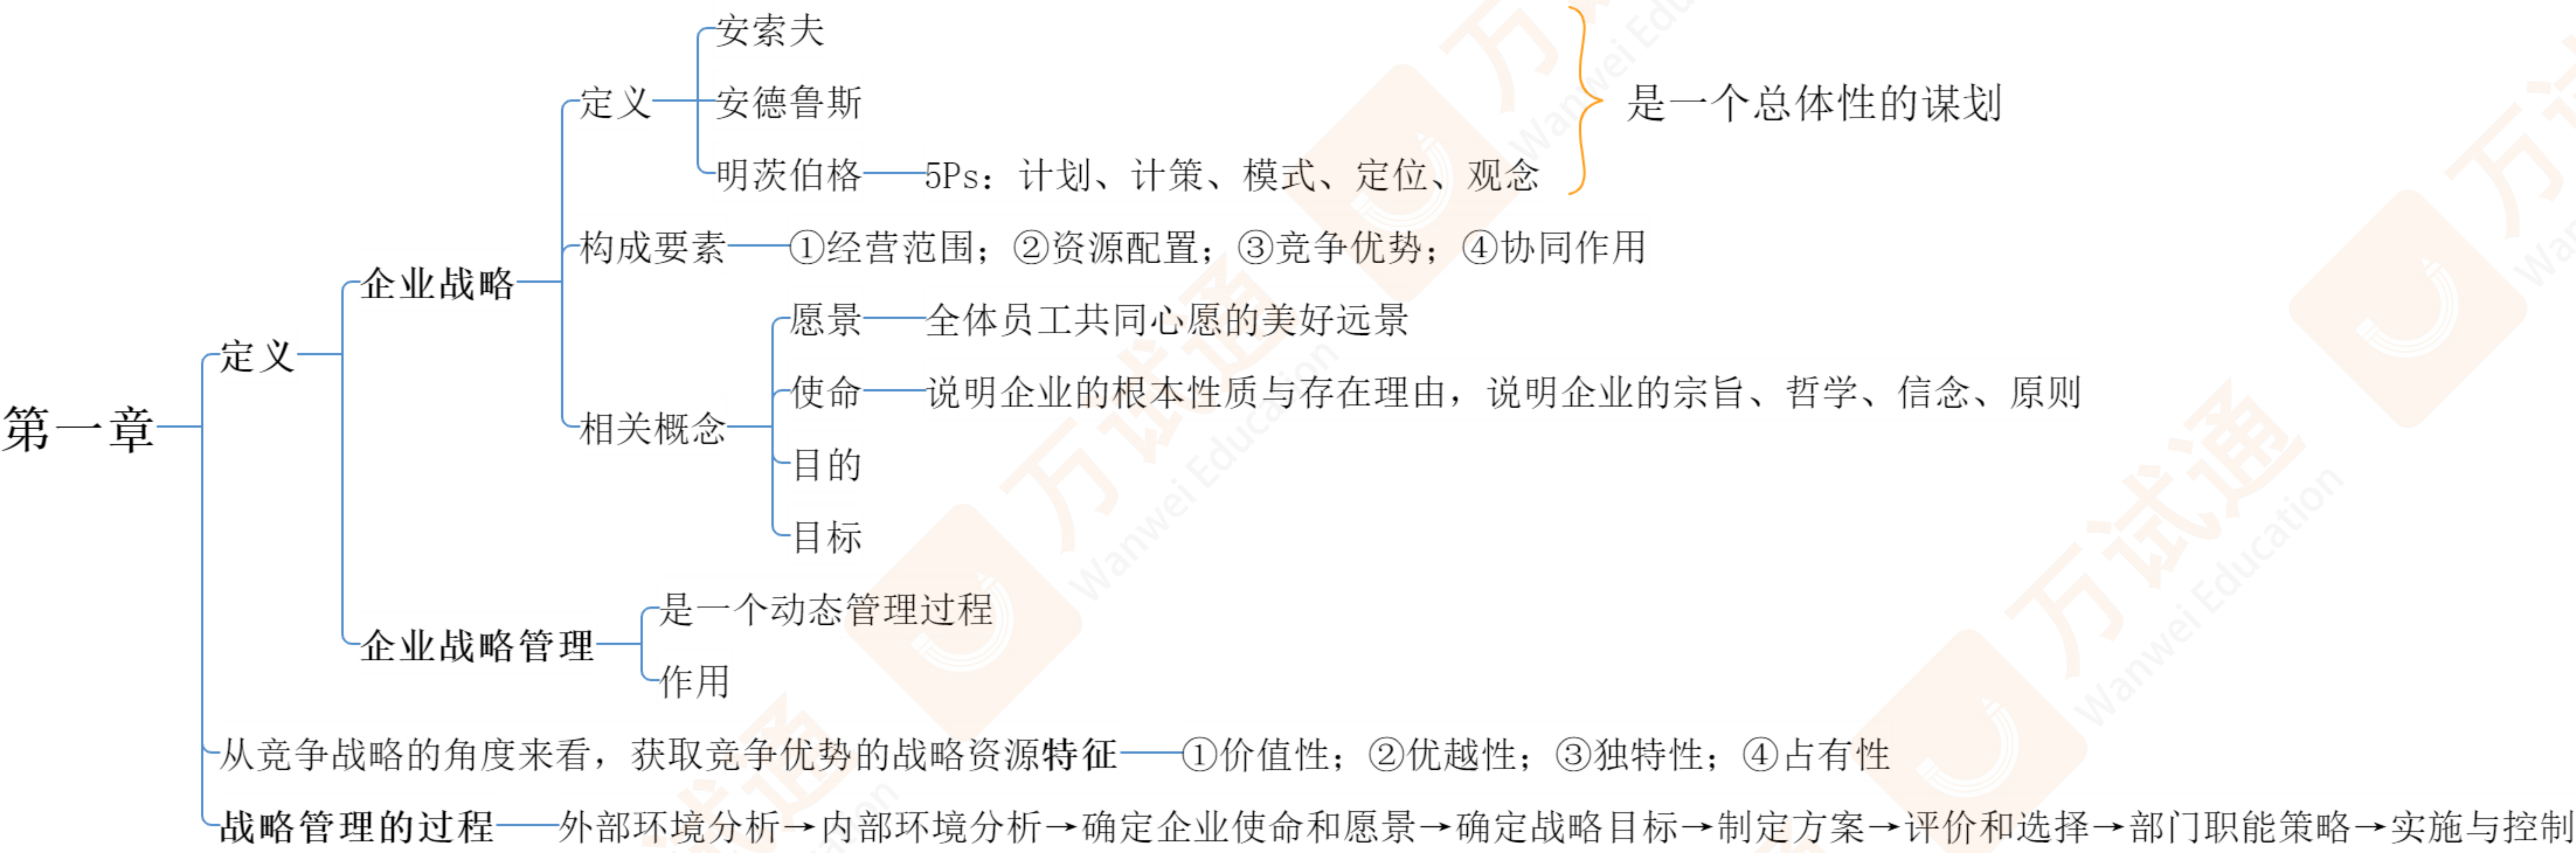 安索夫
定义
安德鲁斯
是一个总体性的谋划
明茨伯格
5Ps：计划、计策、模式、定位、观念
构成要素
①经营范围；②资源配置；③竞争优势；④协同作用
企业战略
愿景
全体员工共同心愿的美好远景
定义
使命
说明企业的根本性质与存在理由，说明企业的宗旨、哲学、信念、原则
第一章
相关概念
目的
目标
是一个动态管理过程
企业战略管理
作用
从竞争战略的角度来看，获取竞争优势的战略资源特征
①价值性；②优越性；③独特性；④占有性
战略管理的过程
外部环境分析→内部环境分析→确定企业使命和愿景→确定战略目标→制定方案→评价和选择→部门职能策略→实施与控制
万试通
Wanwei Education
万试通
Wanwei Education